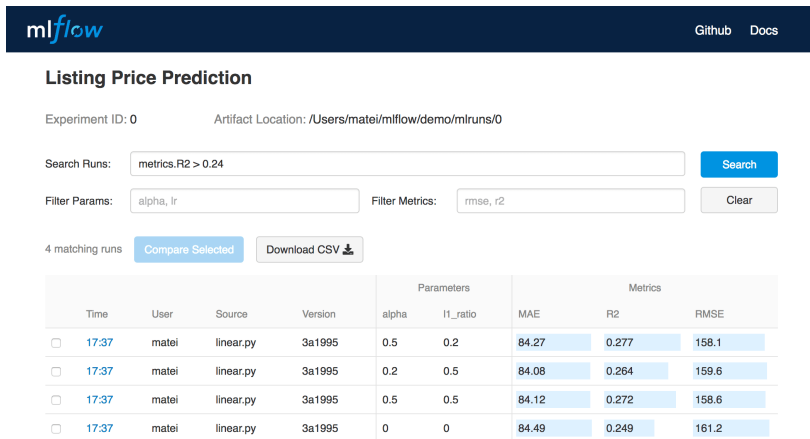 mlflow Github Docs
Listing Price Prediction
Experiment ID: 0 Artifact Location: /Users/matei/mlflow/demo/mlruns/0
Search Runs: metrics.R2 > 0.24 Search
Filter Params: alpha, lr Filter Metrics: rmse, r2 Clear
4 matching runs Compare Selected Download CSV
Parameters Metrics
Time User Source Version alpha l1_ratio MAE R2 RMSE
17:37 matei linear.py 3a1995 0.5 0.2 84.27 0.277 158.1
17:37 matei linear.py 3a1995 0.2 0.5 84.08 0.264 159.6
17:37 matei linear.py 3a1995 0.5 0.5 84.12 0.272 158.6
17:37 matei linear.py 3a1995 0 0 84.49 0.249 161.2